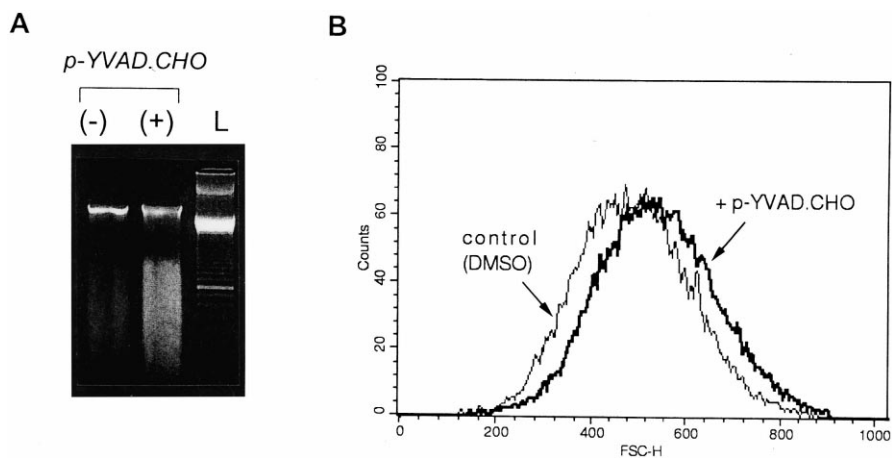 A
p-YVAD.CHO
(-) (+) L
B
100
80
60
40
20
0
Counts
control
(DMSO)
+ p-YVAD.CHO
0 200 400 600 800 1000
FSC-H